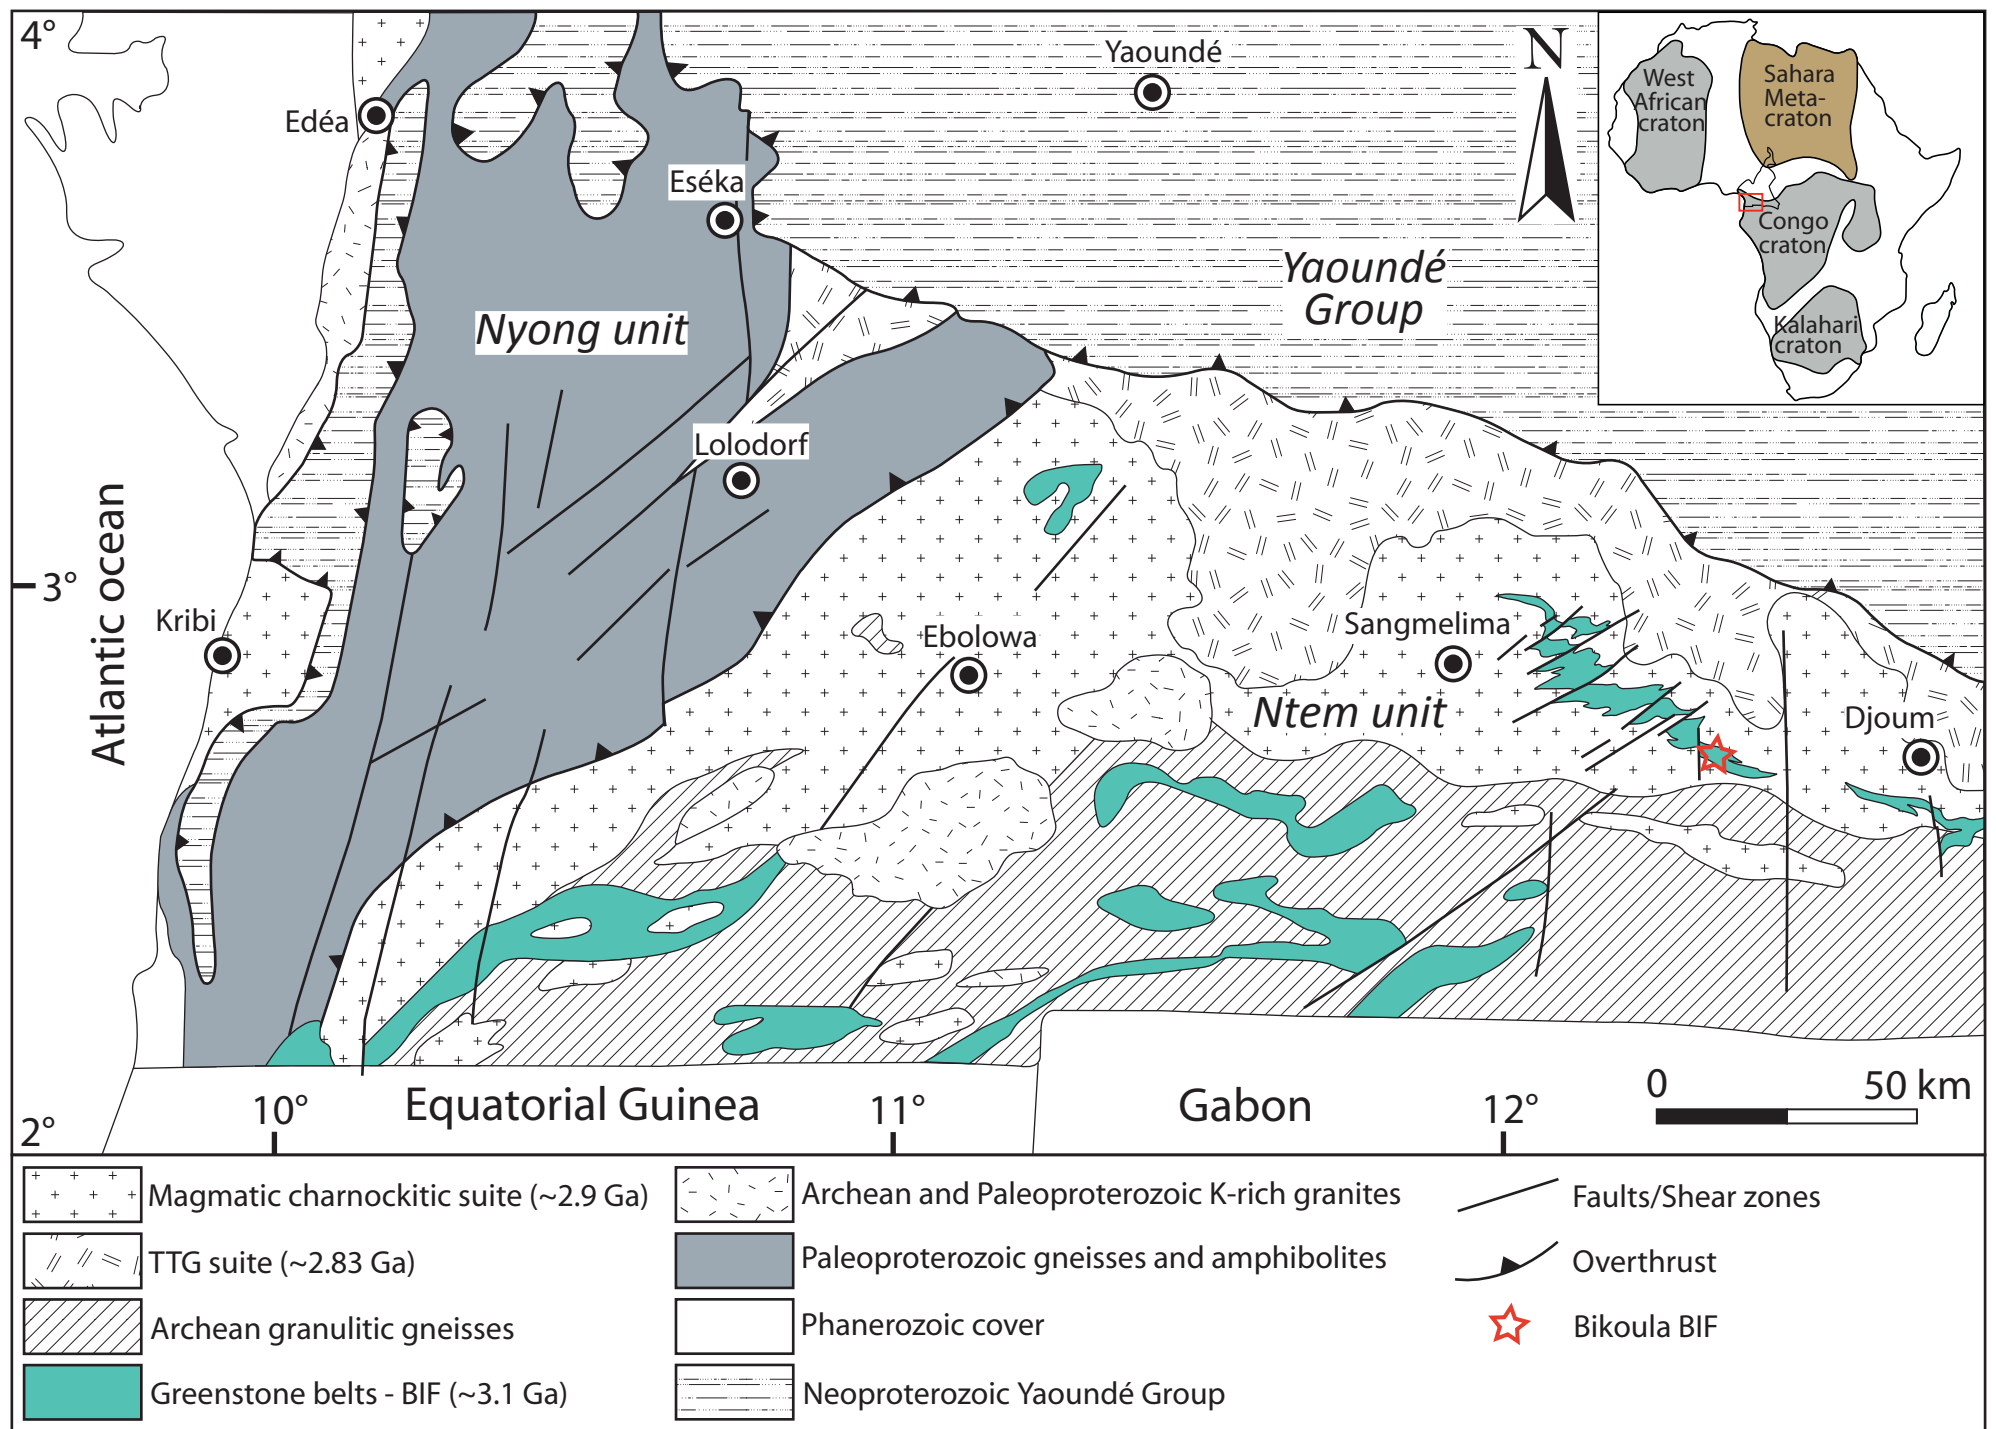 4°
Yaoundé
N
Edéa
Eséka
Nyong unit
Yaoundé
Group
West
African
craton
Sahara
Meta-
craton
Congo
craton
Kalahari
craton
Lolodorf
Atlantic ocean
3°
Kribi
Ebolowa
Sangmelima
Ntem unit
Djoum
2°
10°
Equatorial Guinea
11°
Gabon
12°
0
50 km
Magmatic charnockitic suite (~2.9 Ga)
TTG suite (~2.83 Ga)
Archean granulitic gneisses
Greenstone belts - BIF (~3.1 Ga)
Archean and Paleoproterozoic K-rich granites
Paleoproterozoic gneisses and amphibolites
Phanerozoic cover
Neoproterozoic Yaoundé Group
Faults/Shear zones
Overthrust
Bikoula BIF